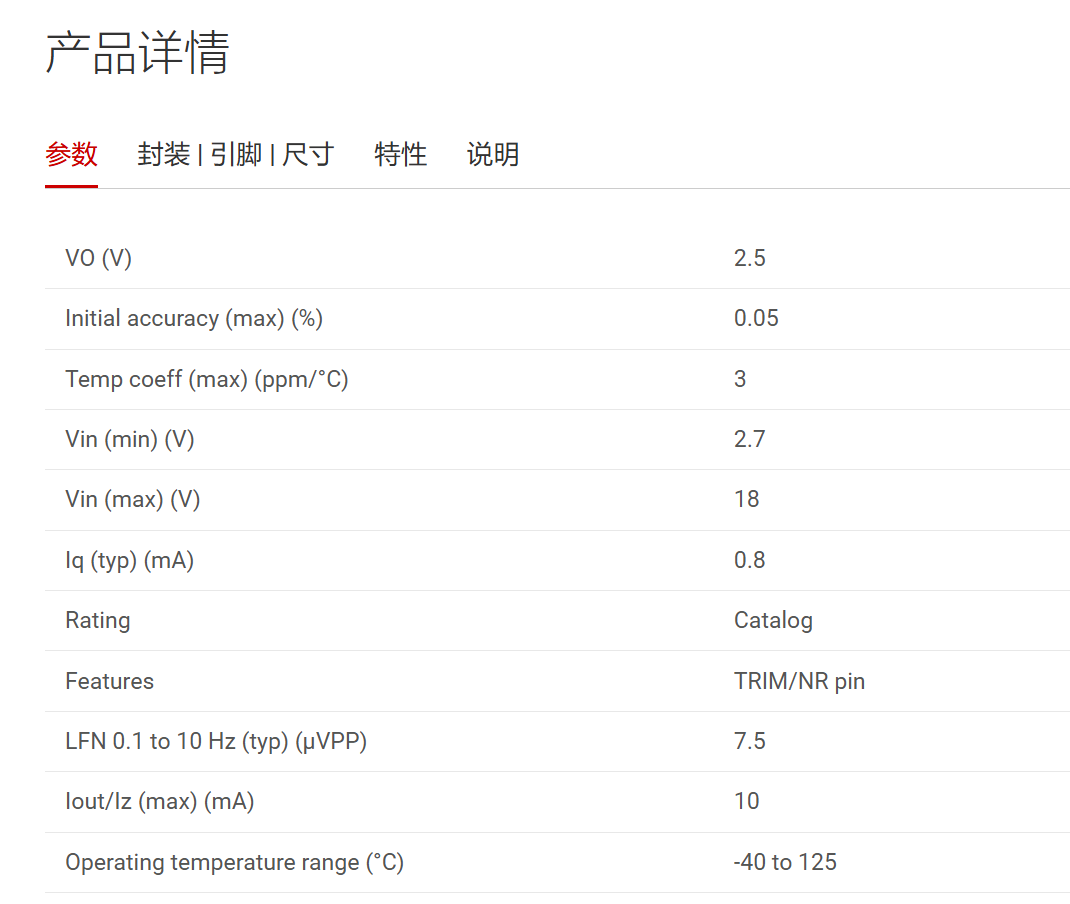 产品详情
参数 封装 | 引脚 | 尺寸 特性 说明
VO (V) 2.5
Initial accuracy (max) (%) 0.05
Temp coeff (max) (ppm/°C) 3
Vin (min) (V) 2.7
Vin (max) (V) 18
Iq (typ) (mA) 0.8
Rating Catalog
Features TRIM/NR pin
LFN 0.1 to 10 Hz (typ) (µVPP) 7.5
Iout/Iz (max) (mA) 10
Operating temperature range (°C) -40 to 125